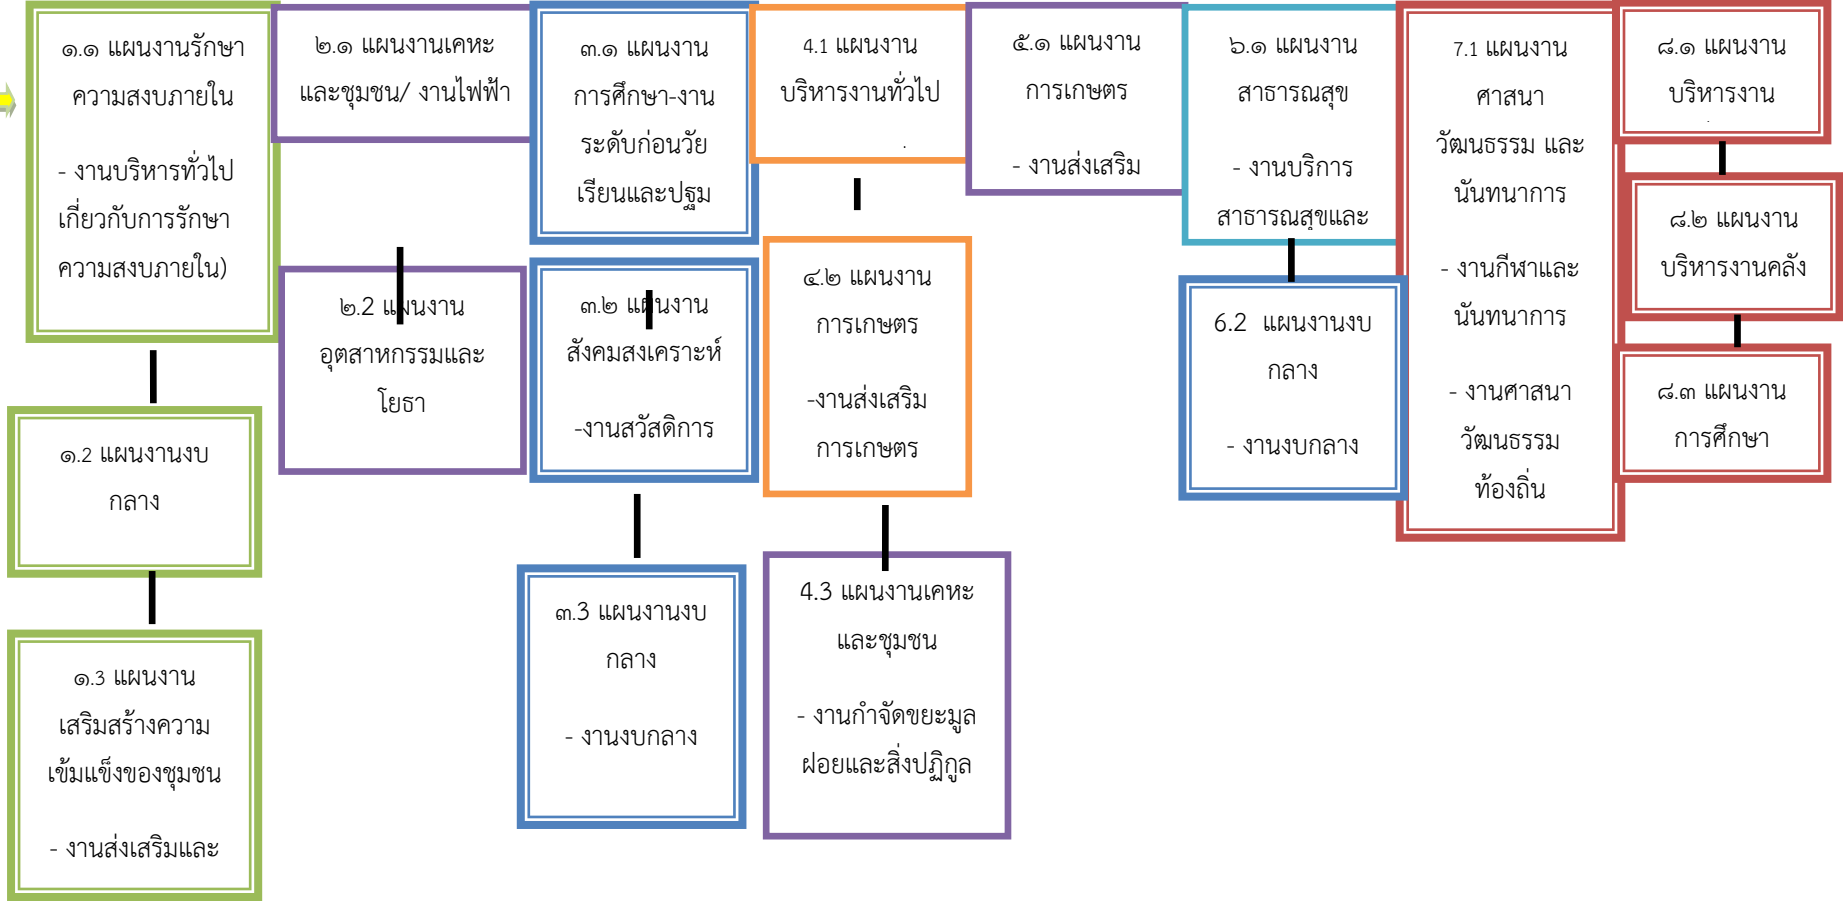 ๑.๑ แผนงานรักษา
ความสงบภายใน
- งานบริหารทั่วไป
เกี่ยวกับการรักษา
ความสงบภายใน)
๑.2 แผนงานงบ
กลาง
๑.3 แผนงาน
เสริมสร้างความ
เข้มแข็งของชุมชน
- งานส่งเสริมและ
๒.๑ แผนงานเคหะ
และชุมชน/ งานไฟฟ้า
๒.2 แผนงาน
อุตสาหกรรมและ
โยธา
๓.๑ แผนงาน
การศึกษา-งาน
ระดับก่อนวัย
เรียนและปฐม
๓.๒ แผนงาน
สังคมสงเคราะห์
-งานสวัสดิการ
๓.3 แผนงานงบ
กลาง
- งานงบกลาง
4.1 แผนงาน
บริหารงานทั่วไป
๔.๒ แผนงาน
การเกษตร
-งานส่งเสริม
การเกษตร
4.3 แผนงานเคหะ
และชุมชน
- งานกำจัดขยะมูล
ฝอยและสิ่งปฏิกูล
๕.๑ แผนงาน
การเกษตร
- งานส่งเสริม
๖.๑ แผนงาน
สาธารณสุข
- งานบริการ
สาธารณสุขและ
6.2 แผนงานงบ
กลาง
- งานงบกลาง
7.1 แผนงาน
ศาสนา
วัฒนธรรม และ
นันทนาการ
- งานกีฬาและ
นันทนาการ
- งานศาสนา
วัฒนธรรม
ท้องถิ่น
๘.๑ แผนงาน
บริหารงาน
๘.๒ แผนงาน
บริหารงานคลัง
๘.๓ แผนงาน
การศึกษา